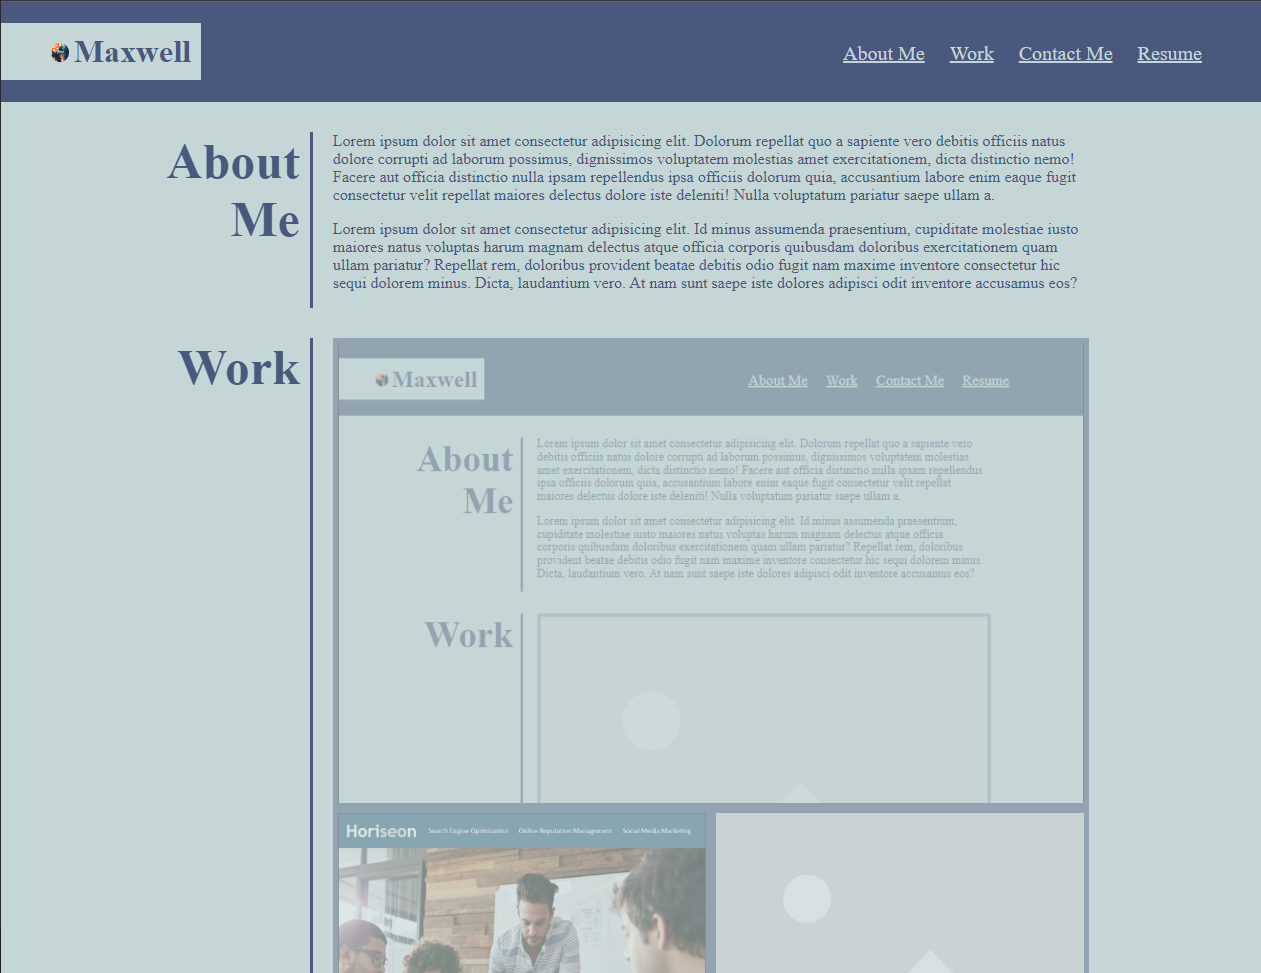 Maxwell
About Me Work Contact Me Resume
About
Me
Lorem ipsum dolor sit amet consectetur adipisicing elit. Dolorum repellat quo a sapiente vero debitis officiis natus
dolore corrupti ad laborum possimus, dignissimos voluptatem molestias amet exercitationem, dicta distinctio nemo!
Facere aut officia distinctio nulla ipsam repellendus ipsa officiis dolorum quia, accusantium labore enim eaque fugit
consectetur velit repellat maiores delectus dolore iste deleniti! Nulla voluptatum pariatur saepe ullam a.
Lorem ipsum dolor sit amet consectetur adipisicing elit. Id minus assumenda praesentium, cupiditate molestiae iusto
maiores natus voluptas harum magnam delectus atque officia corporis quibusdam doloribus exercitationem quam
ullam pariatur? Repellat rem, doloribus provident beatae debitis odio fugit nam maxime inventore consectetur hic
sequi dolorem minus. Dicta, laudantium vero. At nam sunt saepe iste dolores adipisci odit inventore accusamus eos?
Work
Maxwell
About Me Work Contact Me Resume
About
Me
Lorem ipsum dolor sit amet consectetur adipisicing elit. Dolorum repellat quo a sapiente vero
debitis officiis natus dolore corrupti ad laborum possimus, dignissimos voluptatem molestias
amet exercitationem, dicta distinctio nemo! Facere aut officia distinctio nulla ipsam repellendus
ipsa officiis dolorum quia, accusantium labore enim eaque fugit consectetur velit repellat
maiores delectus dolore iste deleniti! Nulla voluptatum pariatur saepe ullam a.
Lorem ipsum dolor sit amet consectetur adipisicing elit. Id minus assumenda praesentium,
cupiditate molestiae iusto maiores natus voluptas harum magnam delectus atque officia
corporis quibusdam doloribus exercitationem quam ullam pariatur? Repellat rem, doloribus
provident beatae debitis odio fugit nam maxime inventore consectetur hic sequi dolorem minus.
Dicta, laudantium vero. At nam sunt saepe iste dolores adipisci odit inventore accusamus eos?
Work
Horiseon Search Engine Optimization Online Reputation Management Social Media Marketing